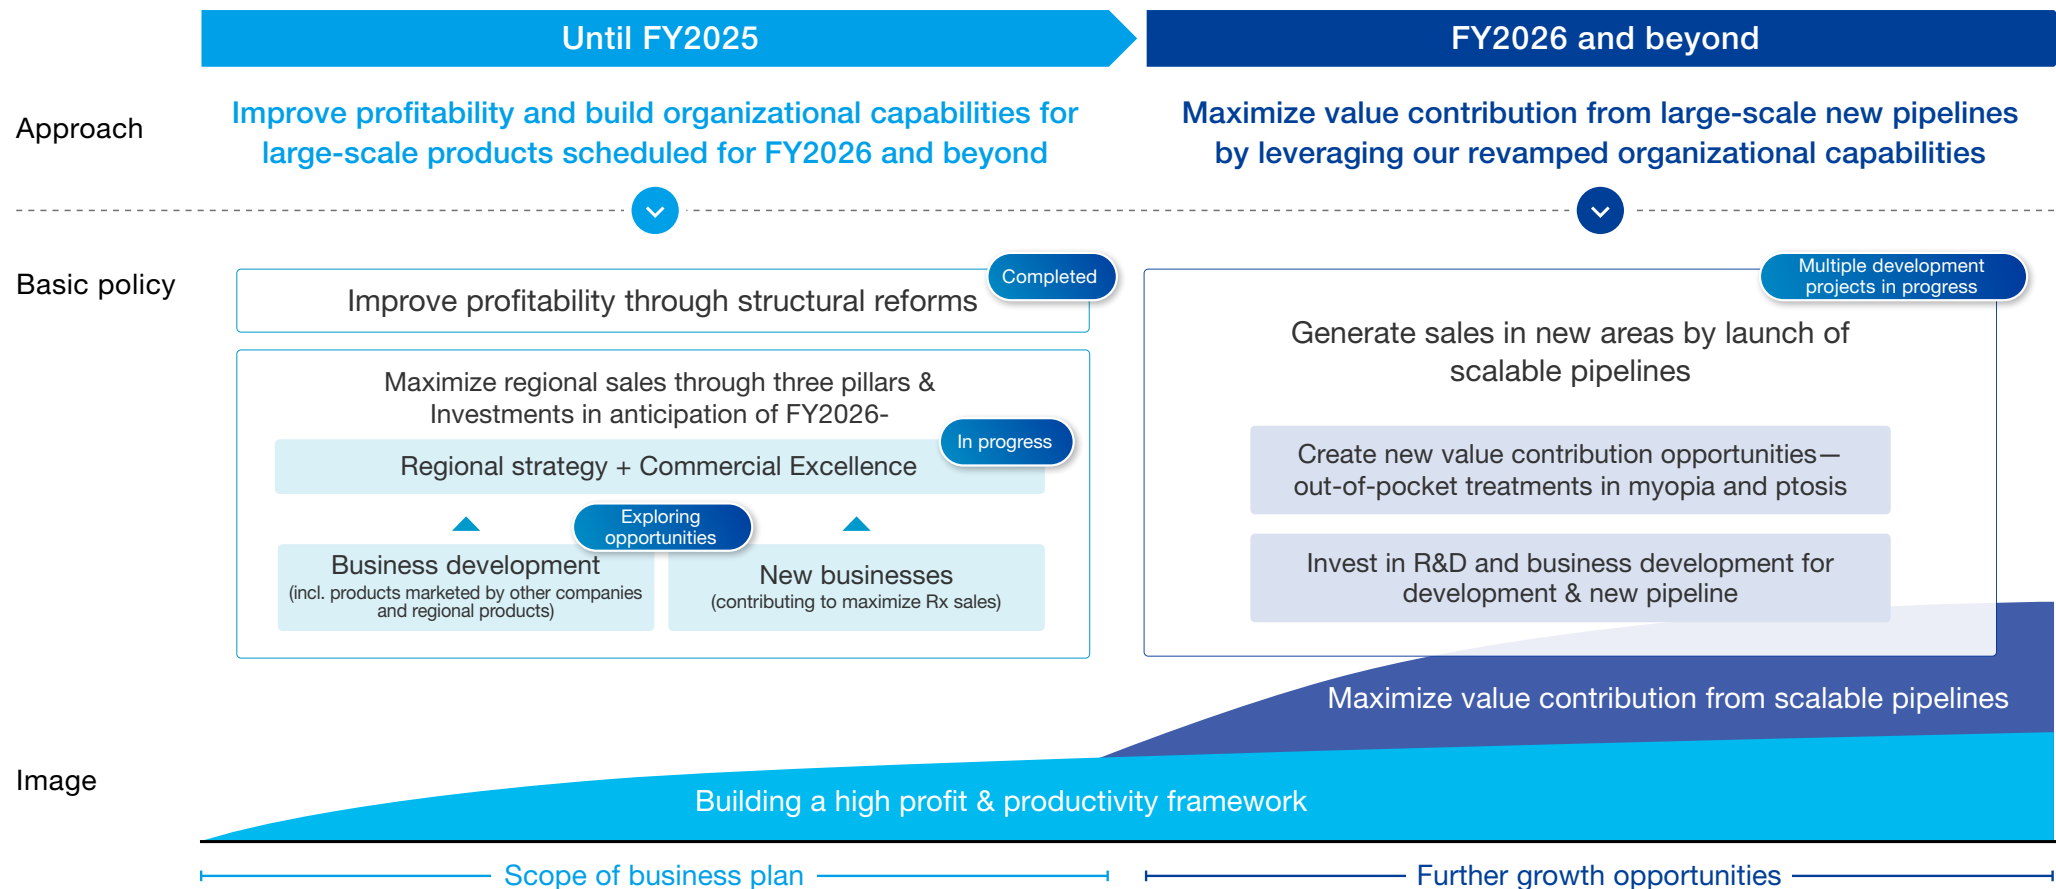 Until FY2025
FY2026 and beyond
Approach
Improve profitability and build organizational capabilities for
large-scale products scheduled for FY2026 and beyond
Maximize value contribution from large-scale new pipelines
by leveraging our revamped organizational capabilities
Basic policy
Completed
Improve profitability through structural reforms
Maximize regional sales through three pillars &
Investments in anticipation of FY2026-
In progress
Regional strategy + Commercial Excellence
Exploring
opportunities
Business development
(incl. products marketed by other companies
and regional products)
New businesses
(contributing to maximize Rx sales)
Multiple development
projects in progress
Generate sales in new areas by launch of
scalable pipelines
Create new value contribution opportunities—
out-of-pocket treatments in myopia and ptosis
Invest in R&D and business development for
development & new pipeline
Maximize value contribution from scalable pipelines
Image
Building a high profit & productivity framework
Scope of business plan
Further growth opportunities